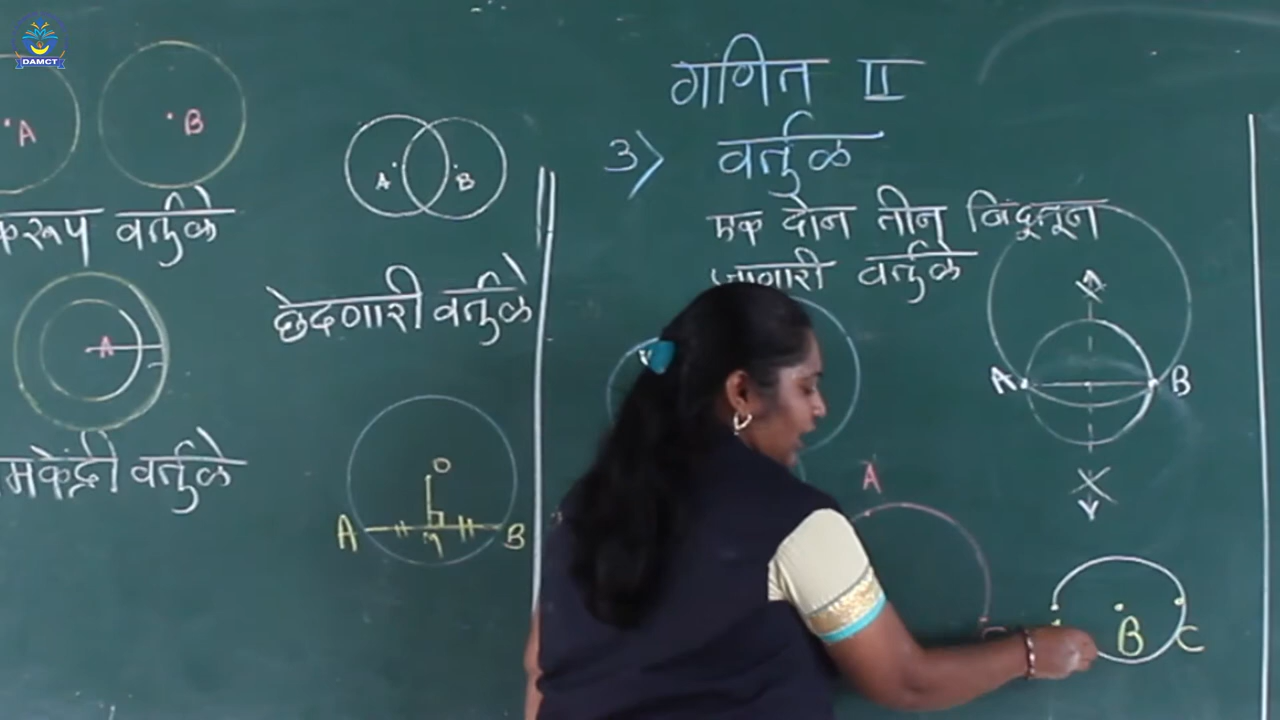 DAMCT
A
B
रूप वर्तुळे
A
B
छेदणारी वर्तुळे
A
वर्तुळे
O
A
B
गणित II
3) वर्तुळ
एक दोन तीन बिंदूतून
जाणारी वर्तुळे
A
B
A
B
C